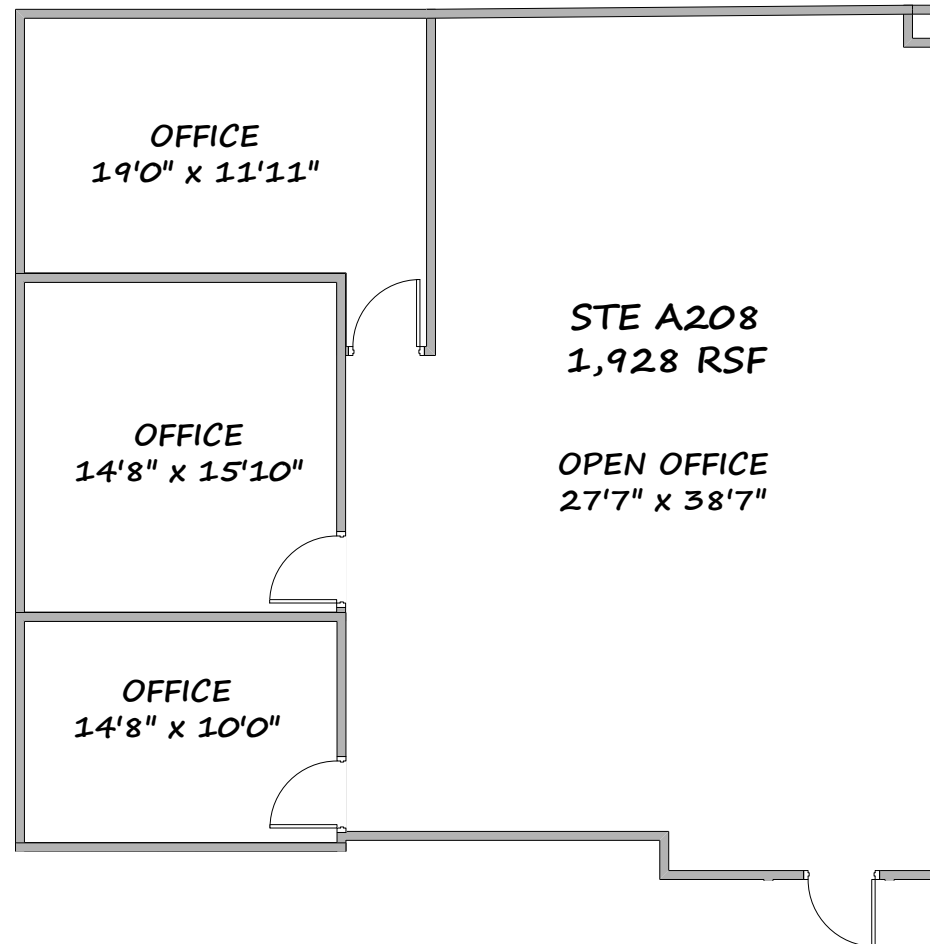 OFFICE
19'0" x 11'11"
STE A208
1,928 RSF
OFFICE
14'8" x 15'10"
OPEN OFFICE
27'7" x 38'7"
OFFICE
14'8" x 10'0"